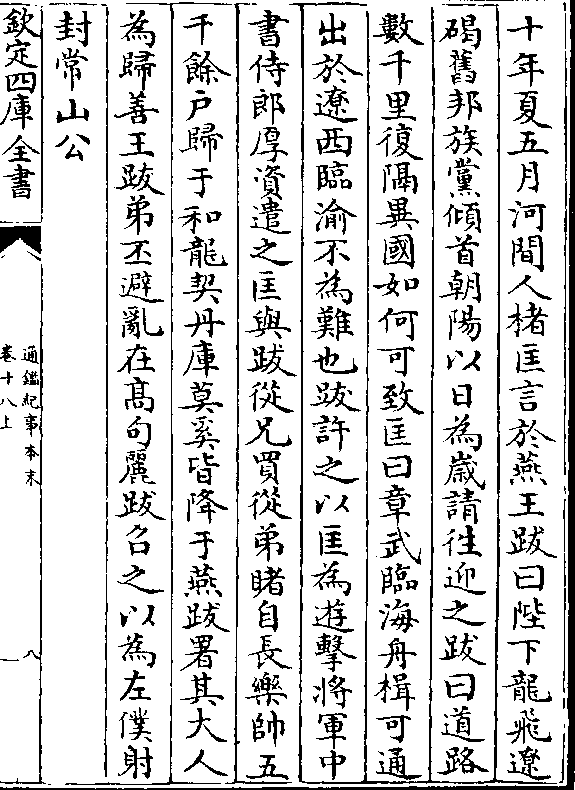 十年夏五月河間人楮匡言於燕王跋曰陛下龍飛遼
碣舊邦族黨傾首朝陽以日為嵗請徃迎之跋曰道路
數千里復隔異國如何可致匡曰章武臨海舟楫可通
出於遼西臨渝不為難也跋許之以匡為遊擊將軍中
書侍郎厚資遣之匡與跋從兄買從弟睹自長樂帥五
千餘户歸于和龍契丹庫莫奚皆降于燕跋署其大人
為歸善王跋弟丕避亂在髙句麗跋召之以為左僕射
封常山公
欽定四庫全書
通鑑紀事本末
卷十八上
八